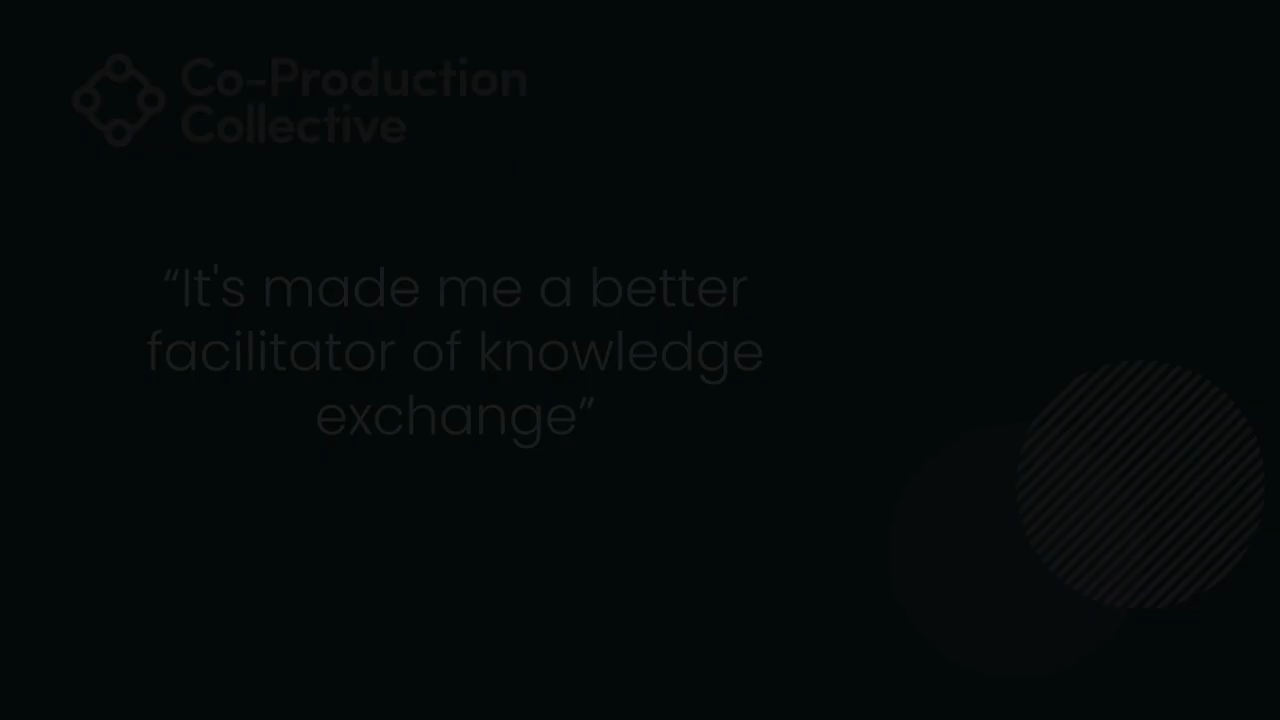 Co-Production
Collective
“It's made me a better
facilitator of knowledge
exchange”